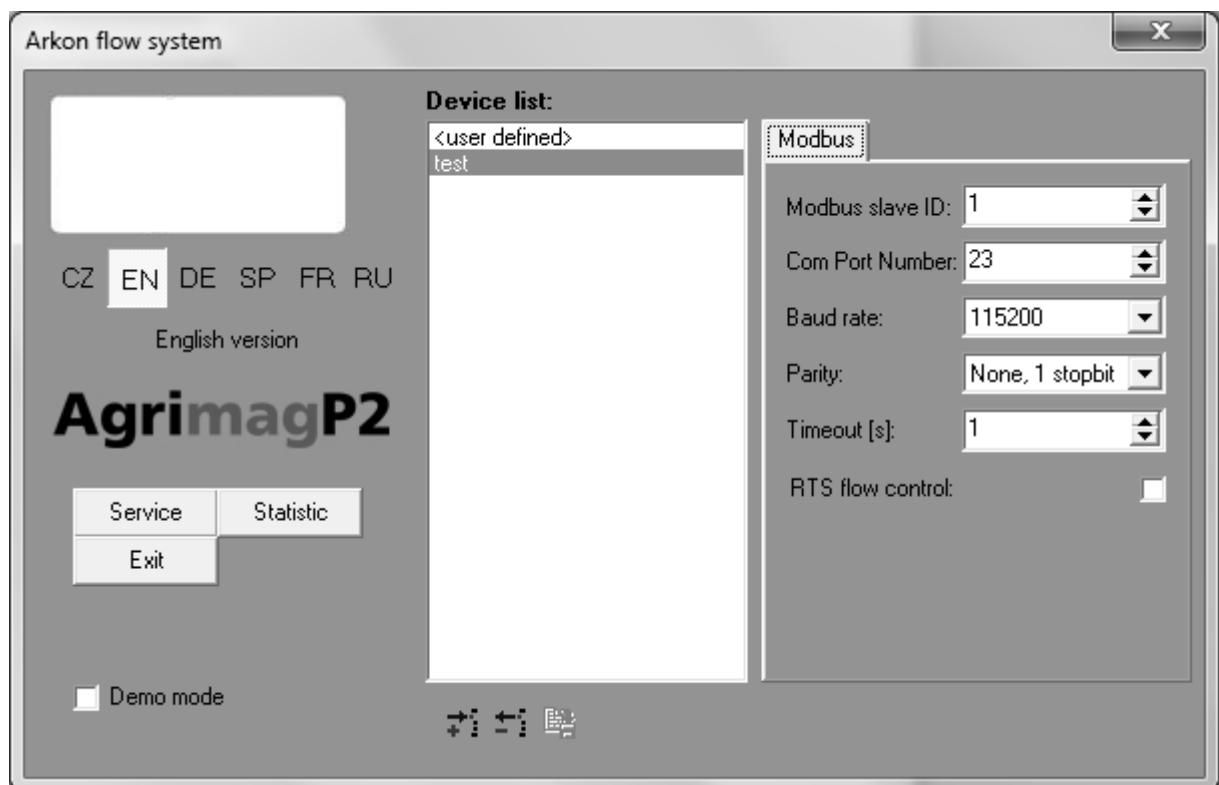 Arkon flow system
CZ EN DE SP FR RU
English version
AgrimagP2
Service Statistic
Exit
Demo mode
Device list:
<user defined>
test
Modbus
Modbus slave ID: 1
Com Port Number: 23
Baud rate: 115200
Parity: None, 1 stopbit
Timeout [s]: 1
RTS flow control: